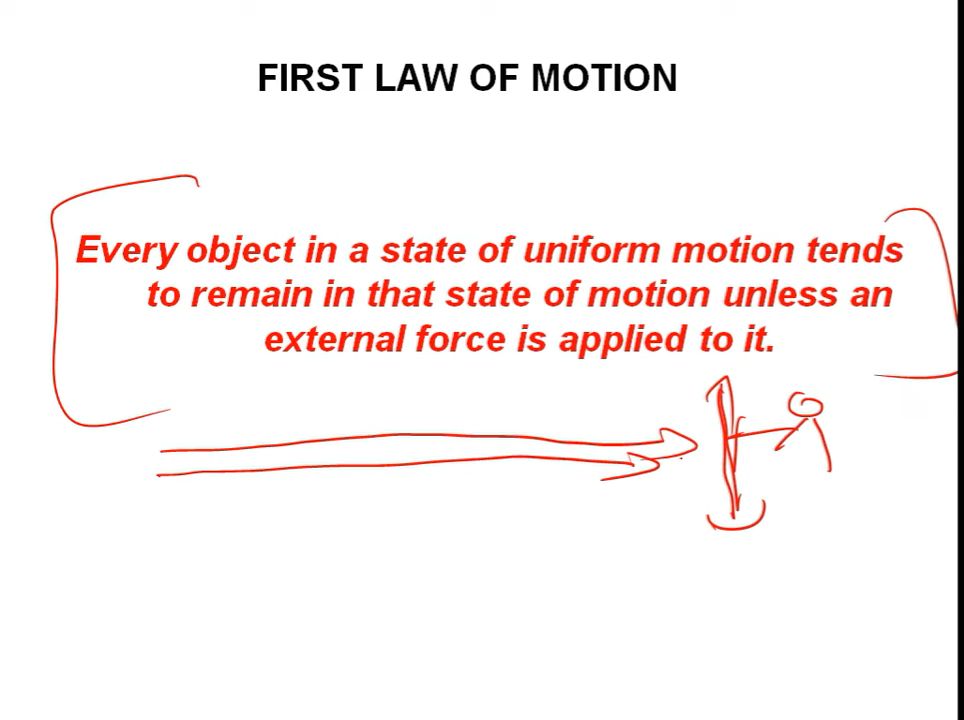 FIRST LAW OF MOTION
Every object in a state of uniform motion tends
to remain in that state of motion unless an
external force is applied to it.